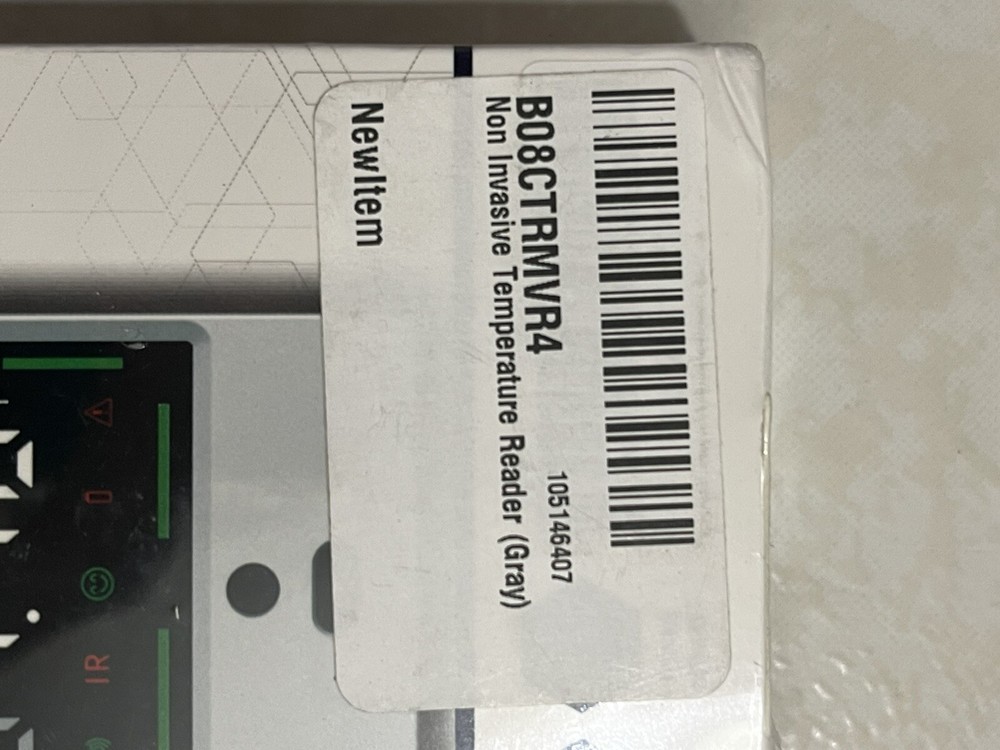 B08CTRMVR4
105146407
Non Invasive Temperature Reader (Gray)
NewItem
IR